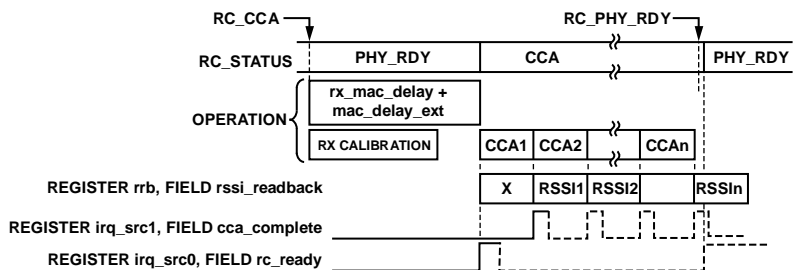 RC_CCA
RC_PHY_RDY
RC_STATUS
PHY_RDY
CCA
PHY_RDY
OPERATION
rx_mac_delay +
mac_delay_ext
RX CALIBRATION
CCA1
CCA2
CCAn
REGISTER rrb, FIELD rssi_readback
X
RSSI1
RSSI2
RSSIn
REGISTER irq_src1, FIELD cca_complete
REGISTER irq_src0, FIELD rc_ready